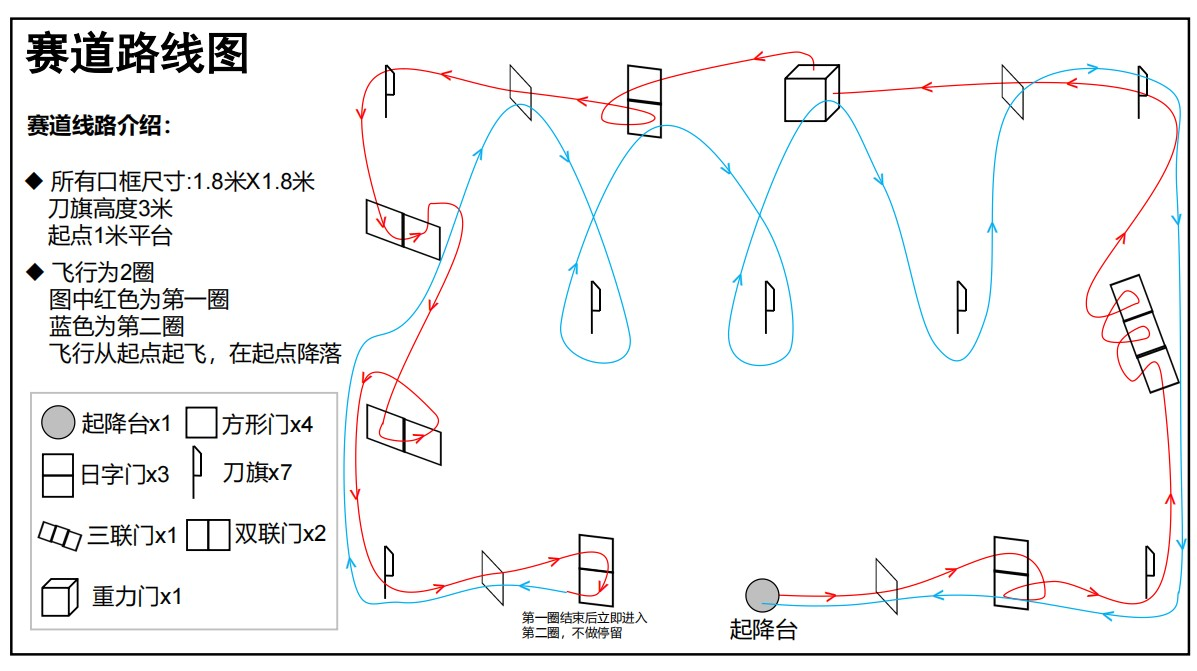 赛道路线图
赛道线路介绍：
◆ 所有口框尺寸:1.8米X1.8米
刀旗高度3米
起点1米平台
◆ 飞行为2圈
图中红色为第一圈
蓝色为第二圈
飞行从起点起飞，在起点降落
起降台x1
方形门x4
日字门x3
刀旗x7
三联门x1
双联门x2
重力门x1
第一圈结束后立即进入
第二圈，不做停留
起降台